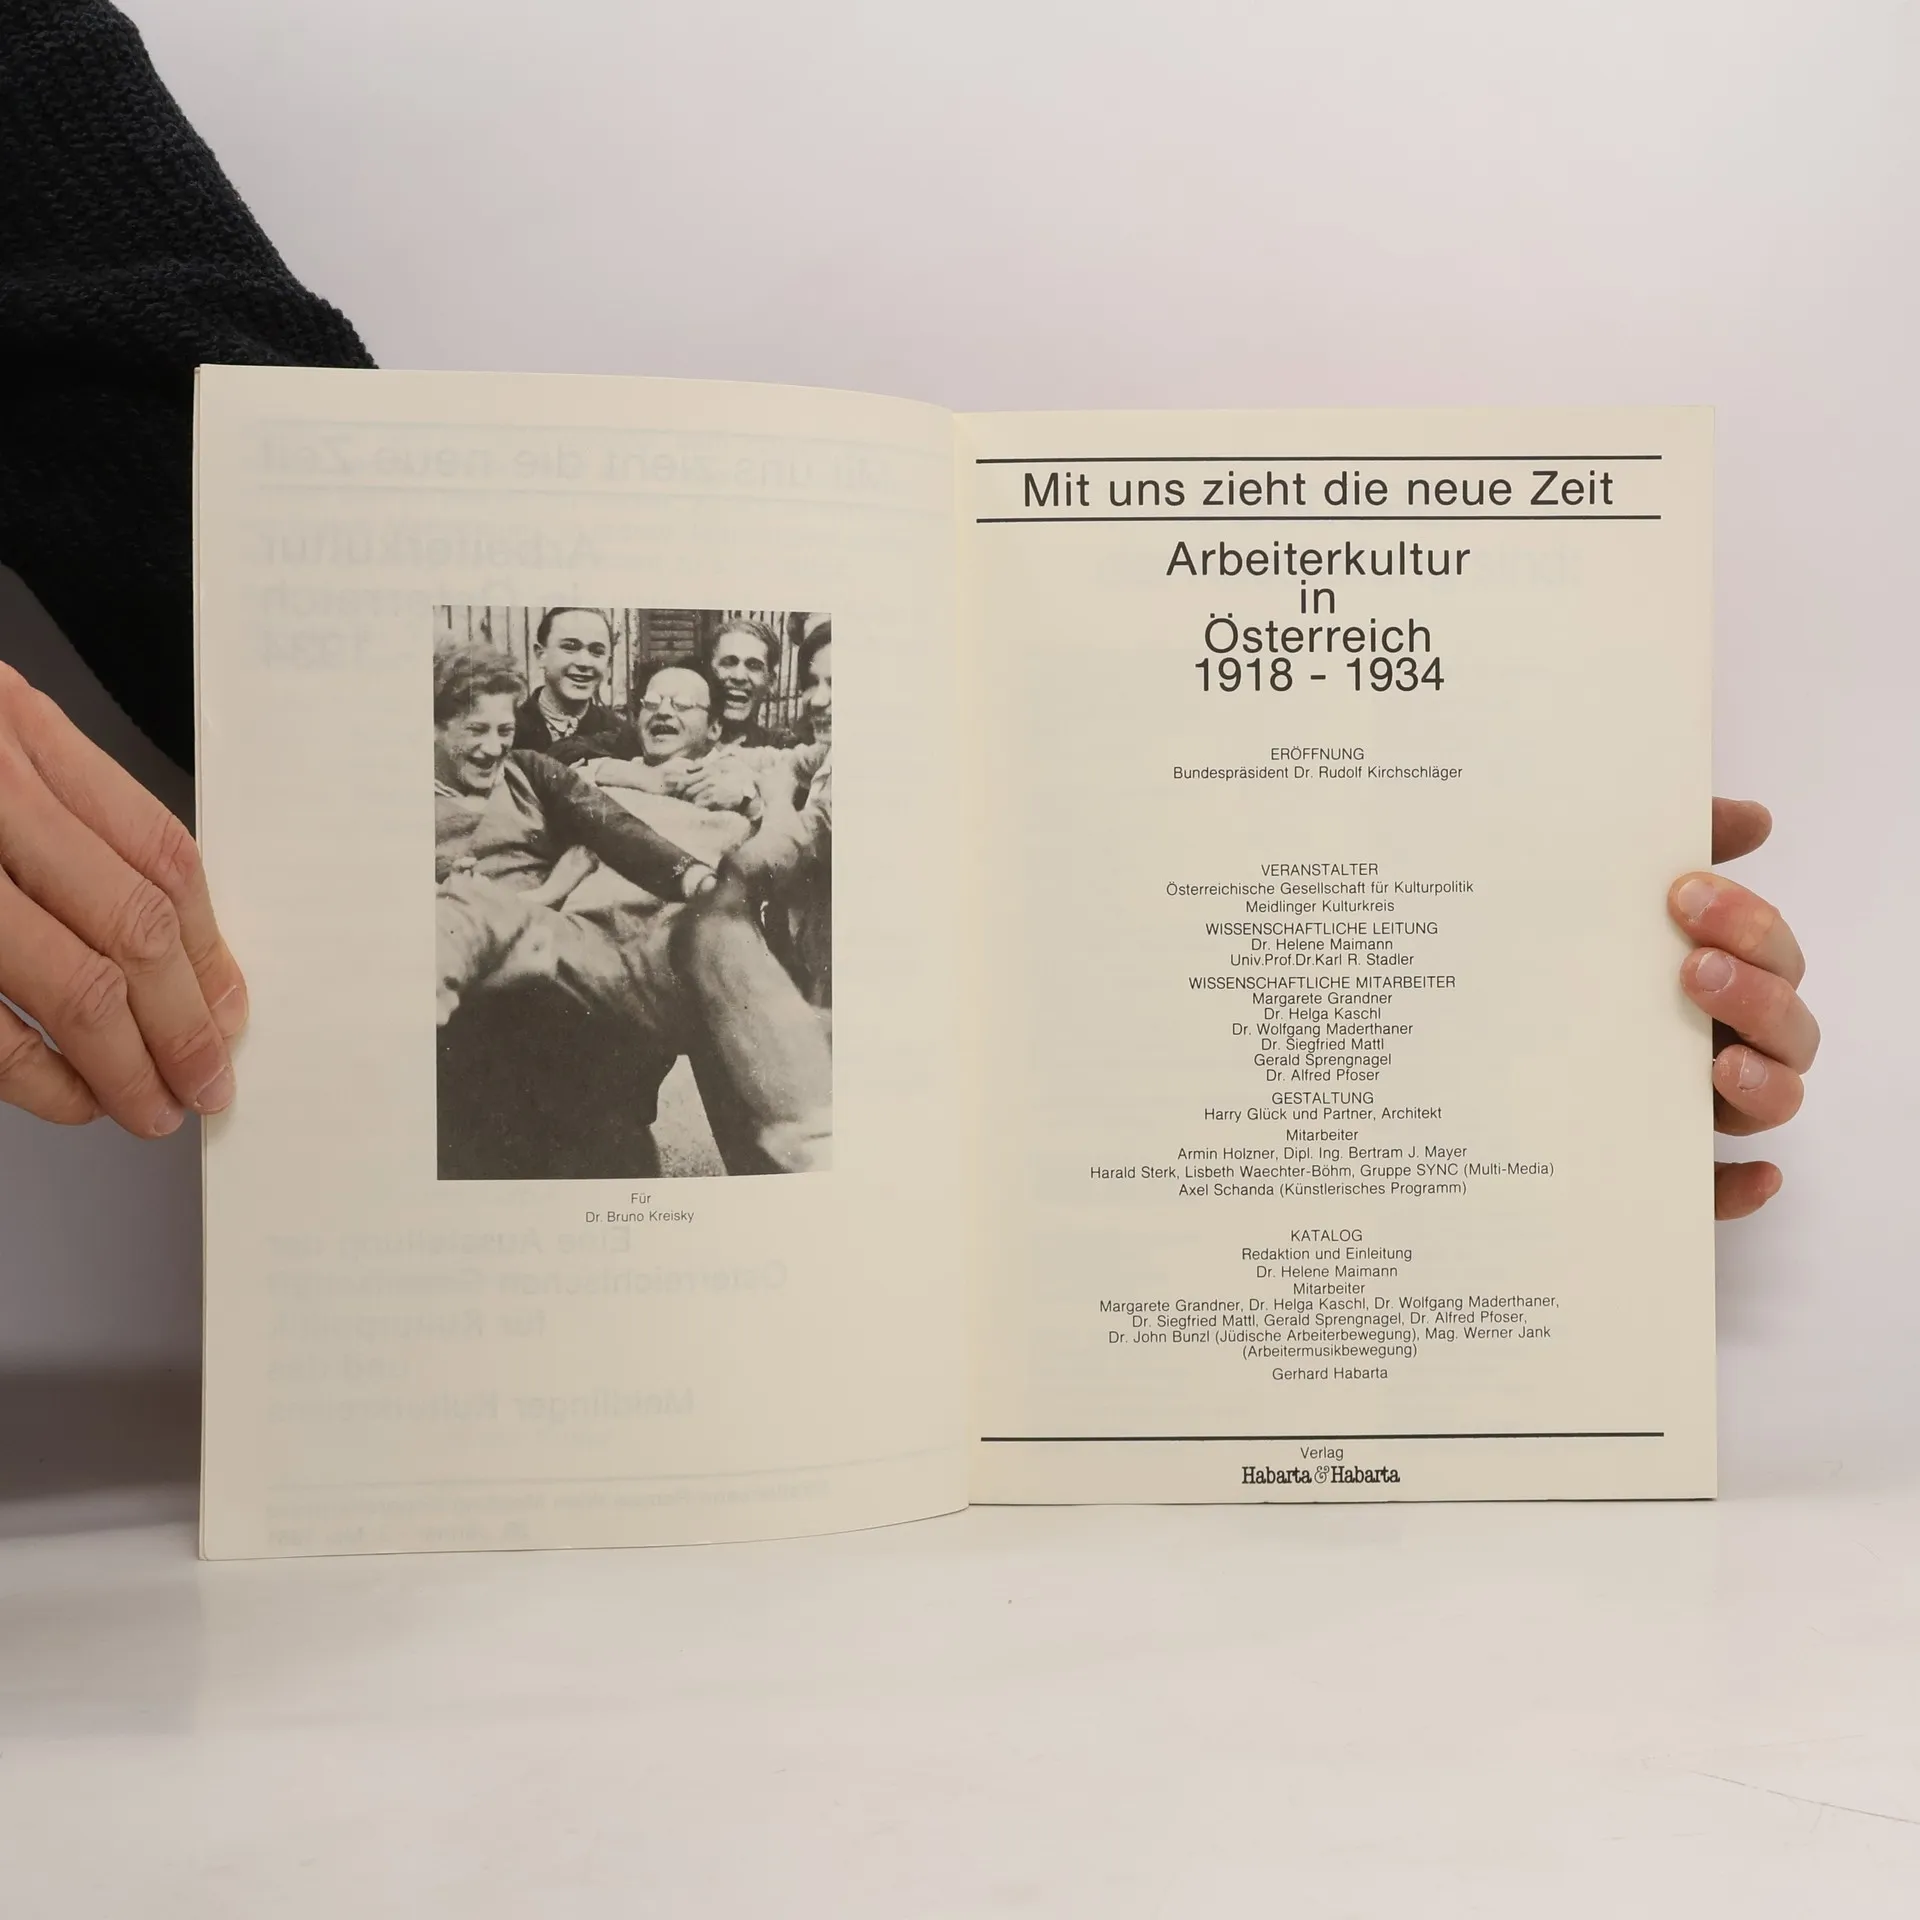 Für
Dr. Bruno Kreisky
Mit uns zieht die neue Zeit
Arbeiterkultur
in
Österreich
1918 - 1934
ERÖFFNUNG
Bundespräsident Dr. Rudolf Kirchschläger
VERANSTALTER
Österreichische Gesellschaft für Kulturpolitik
Meidlinger Kulturkreis
WISSENSCHAFTLICHE LEITUNG
Dr. Helene Maimann
Univ.Prof.Dr.Karl R. Stadler
WISSENSCHAFTLICHE MITARBEITER
Margarete Grandner
Dr. Helga Kaschl
Dr. Wolfgang Maderthaner
Dr. Siegfried Mattl
Gerald Sprengnagel
Dr. Alfred Pfoser
GESTALTUNG
Harry Glück und Partner, Architekt
Mitarbeiter
Armin Holzner, Dipl. Ing. Bertram J. Mayer
Harald Sterk, Lisbeth Waechter-Böhm, Gruppe SYNC (Multi-Media)
Axel Schanda (Künstlerisches Programm)
KATALOG
Redaktion und Einleitung
Dr. Helene Maimann
Mitarbeiter
Margarete Grandner, Dr. Helga Kaschl, Dr. Wolfgang Maderthaner,
Dr. Siegfried Mattl, Gerald Sprengnagel, Dr. Alfred Pfoser,
Dr. John Bunzl (Jüdische Arbeiterbewegung), Mag. Werner Jank
(Arbeitermusikbewegung)
Gerhard Habarta
Verlag
Habarta & Habarta